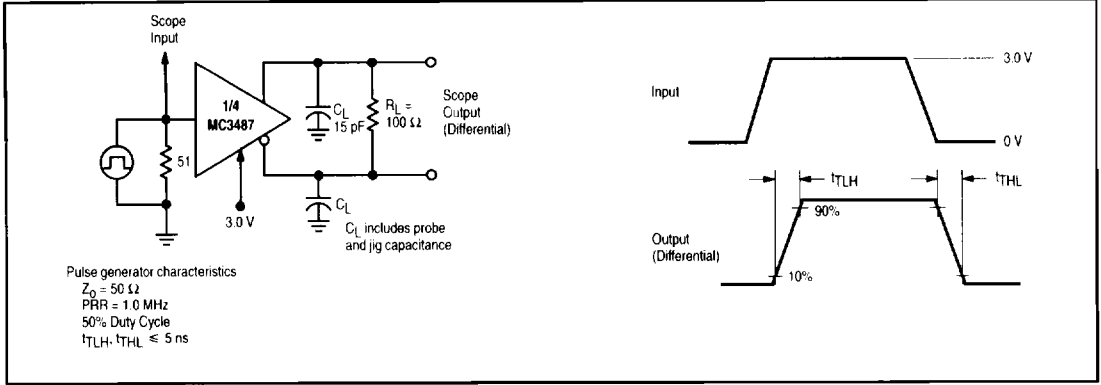 Scope
Input
1/4
MC3487
51
3.0 V
C_L
15 pF
R_L =
100 Ω
Scope
Output
(Differential)
C_L
C_L includes probe
and jig capacitance
Pulse generator characteristics
Z_o = 50 Ω
PRR = 1.0 MHz
50% Duty Cycle
t_TLH, t_THL ≤ 5 ns
Input
3.0 V
0 V
t_TLH
t_THL
90%
Output
(Differential)
10%